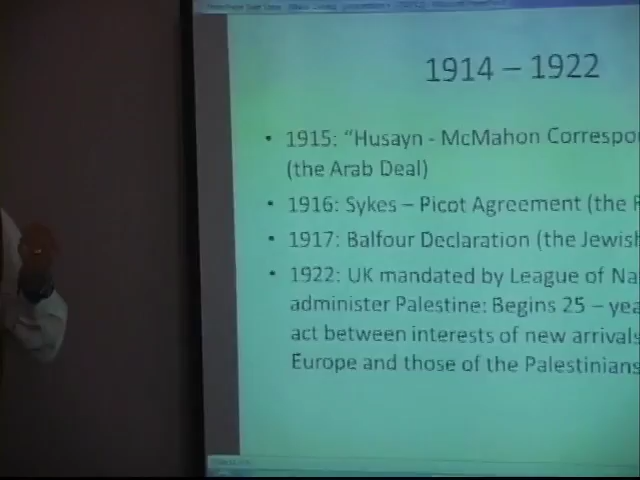 1914 – 1922
• 1915: “Husayn - McMahon Correspo
(the Arab Deal)
• 1916: Sykes – Picot Agreement (the F
• 1917: Balfour Declaration (the Jewish
• 1922: UK mandated by League of Na
administer Palestine: Begins 25 – yea
act between interests of new arrivals
Europe and those of the Palestinians